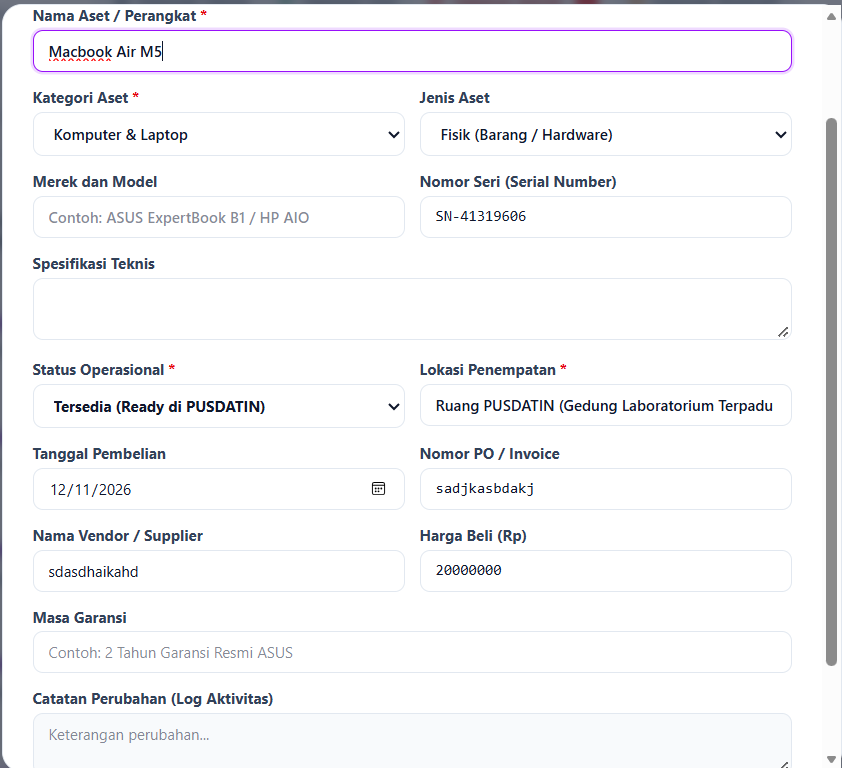 Nama Aset / Perangkat *
Macbook Air M5
Kategori Aset * Jenis Aset
Komputer & Laptop Fisik (Barang / Hardware)
Merek dan Model Nomor Seri (Serial Number)
Contoh: ASUS ExpertBook B1 / HP AIO SN-41319606
Spesifikasi Teknis
Status Operasional * Lokasi Penempatan *
Tersedia (Ready di PUSDATIN) Ruang PUSDATIN (Gedung Laboratorium Terpadu
Tanggal Pembelian Nomor PO / Invoice
12/11/2026 sadjkasbdakj
Nama Vendor / Supplier Harga Beli (Rp)
sdasdhaikahd 20000000
Masa Garansi
Contoh: 2 Tahun Garansi Resmi ASUS
Catatan Perubahan (Log Aktivitas)
Keterangan perubahan...